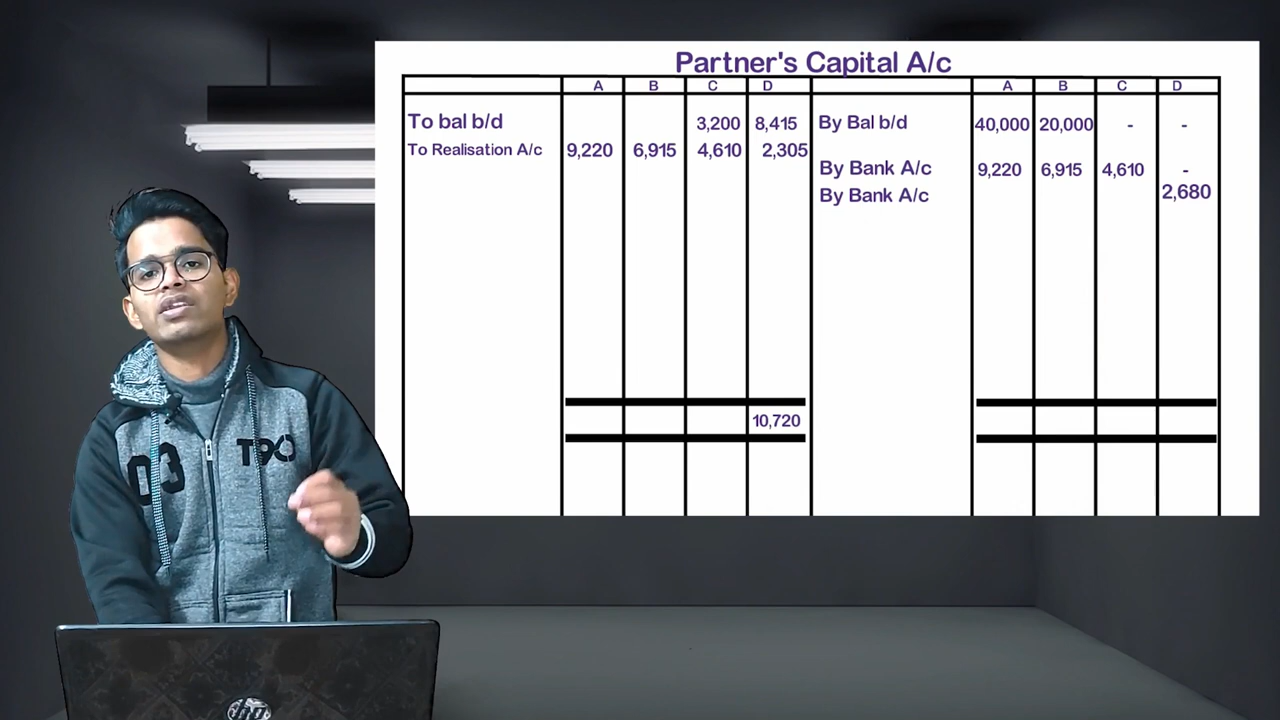 Partner's Capital A/c
A B C D A B C D
To bal b/d 3,200 8,415 By Bal b/d 40,000 20,000 - -
To Realisation A/c 9,220 6,915 4,610 2,305
By Bank A/c 9,220 6,915 4,610 -
By Bank A/c 2,680
10,720
03 T90
hp